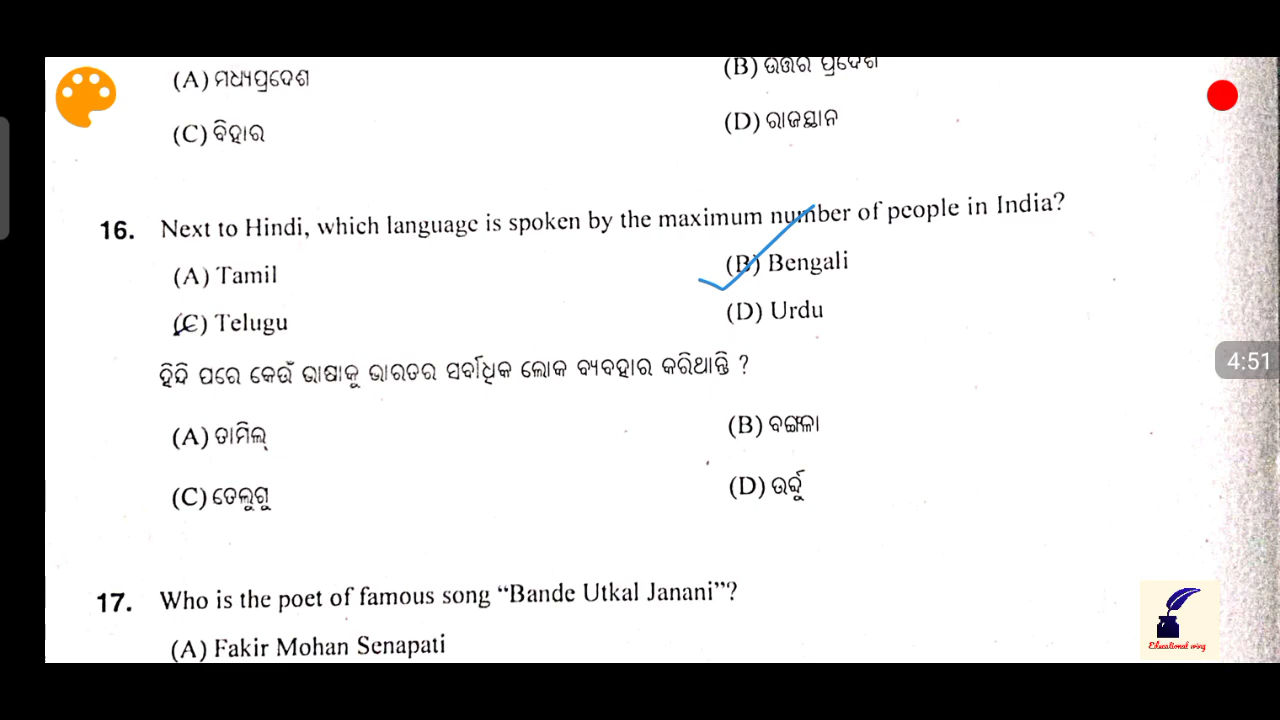 (A) ମଧ୍ୟପ୍ରଦେଶ
(B) ଉତ୍ତର ପ୍ରଦେଶ
(C) ବିହାର
(D) ରାଜସ୍ଥାନ
16. Next to Hindi, which language is spoken by the maximum number of people in India?
(A) Tamil
(B) Bengali
(C) Telugu
(D) Urdu
ହିନ୍ଦି ପରେ କେଉଁ ଭାଷାକୁ ଭାରତର ସର୍ବାଧିକ ଲୋକ ବ୍ୟବହାର କରିଥାନ୍ତି ?
(A) ତାମିଲ୍
(B) ବଙ୍ଗଳା
(C) ତେଲୁଗୁ
(D) ଉର୍ଦ୍ଦୁ
4:51
17. Who is the poet of famous song “Bande Utkal Janani”?
(A) Fakir Mohan Senapati
Educational wing